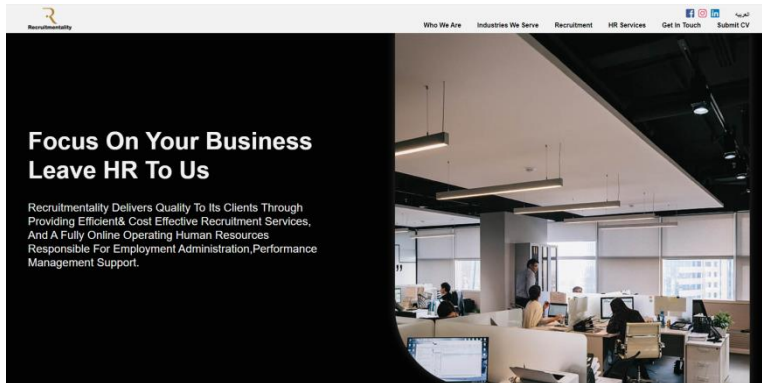 Recruitmentality
العربية
Who We Are Industries We Serve Recruitment HR Services Get In Touch Submit CV
Focus On Your Business
Leave HR To Us
Recruitmentality Delivers Quality To Its Clients Through
Providing Efficient& Cost Effective Recruitment Services,
And A Fully Online Operating Human Resources
Responsible For Employment Administration,Performance
Management Support.